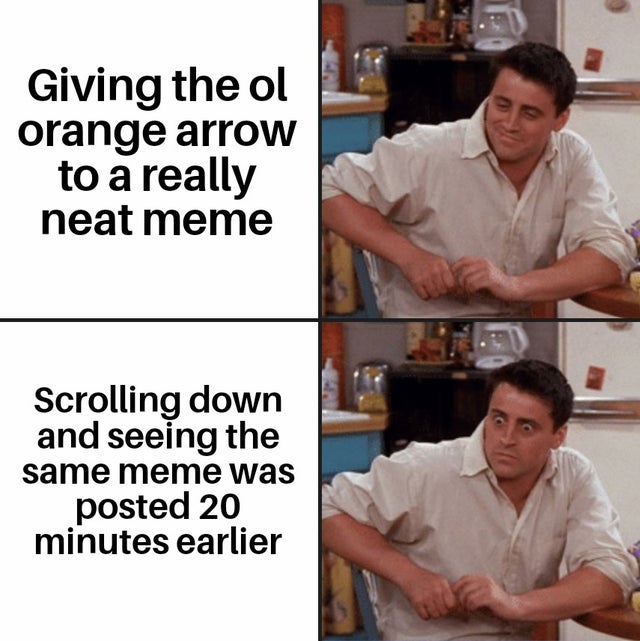 Giving the ol
orange arrow
to a really
neat meme
Scrolling down
and seeing the
same meme was
posted 20
minutes earlier